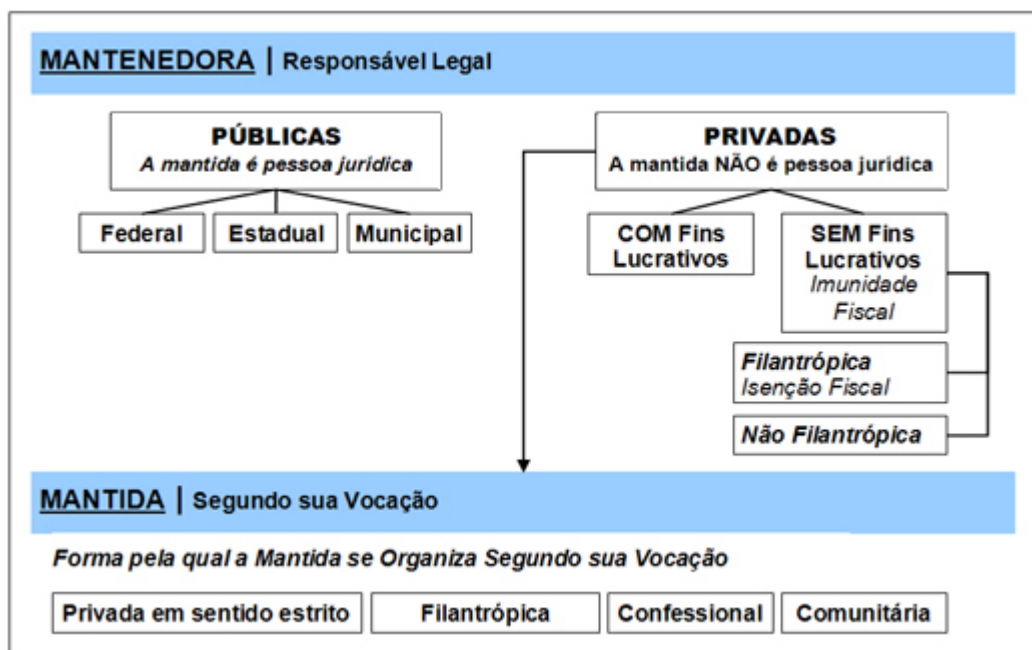 MANTENEDORA | Responsável Legal
PÚBLICAS
A mantida é pessoa jurídica
Federal
Estadual
Municipal
PRIVADAS
A mantida NÃO é pessoa jurídica
COM Fins
Lucrativos
SEM Fins
Lucrativos
Imunidade
Fiscal
Filantrópica
Isenção Fiscal
Não Filantrópica
MANTIDA | Segundo sua Vocação
Forma pela qual a Mantida se Organiza Segundo sua Vocação
Privada em sentido estrito
Filantrópica
Confessional
Comunitária